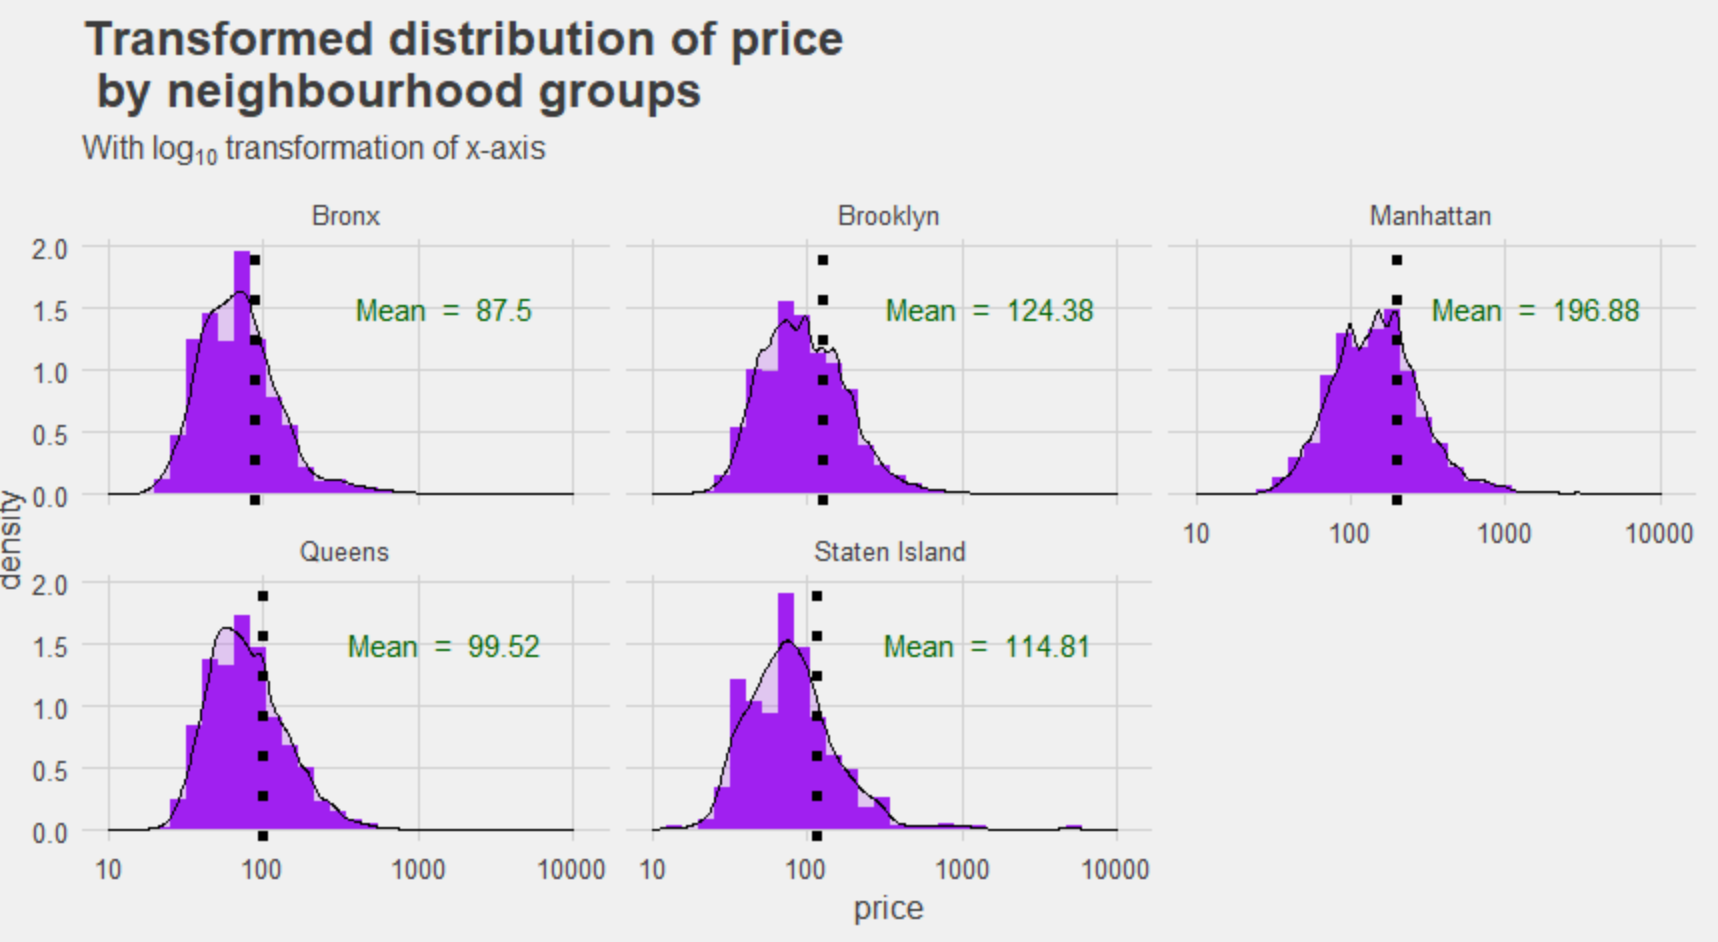 Transformed distribution of price
by neighbourhood groups
With log₁₀ transformation of x-axis
Bronx
Brooklyn
Manhattan
2.0
1.5
1.0
0.5
0.0
Mean = 87.5
Mean = 124.38
Mean = 196.88
10 100 1000 10000
density
Queens
Staten Island
2.0
1.5
1.0
0.5
0.0
Mean = 99.52
Mean = 114.81
10 100 1000 10000
10 100 1000 10000
price